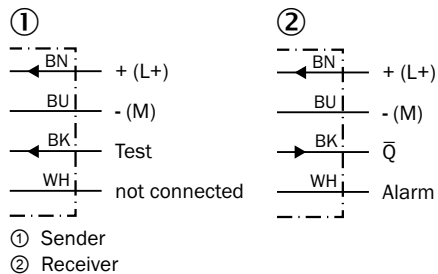 ① ②
BN + (L+) BN + (L+)
BU - (M) BU - (M)
BK Test BK Q̅
WH not connected WH Alarm
① Sender
② Receiver